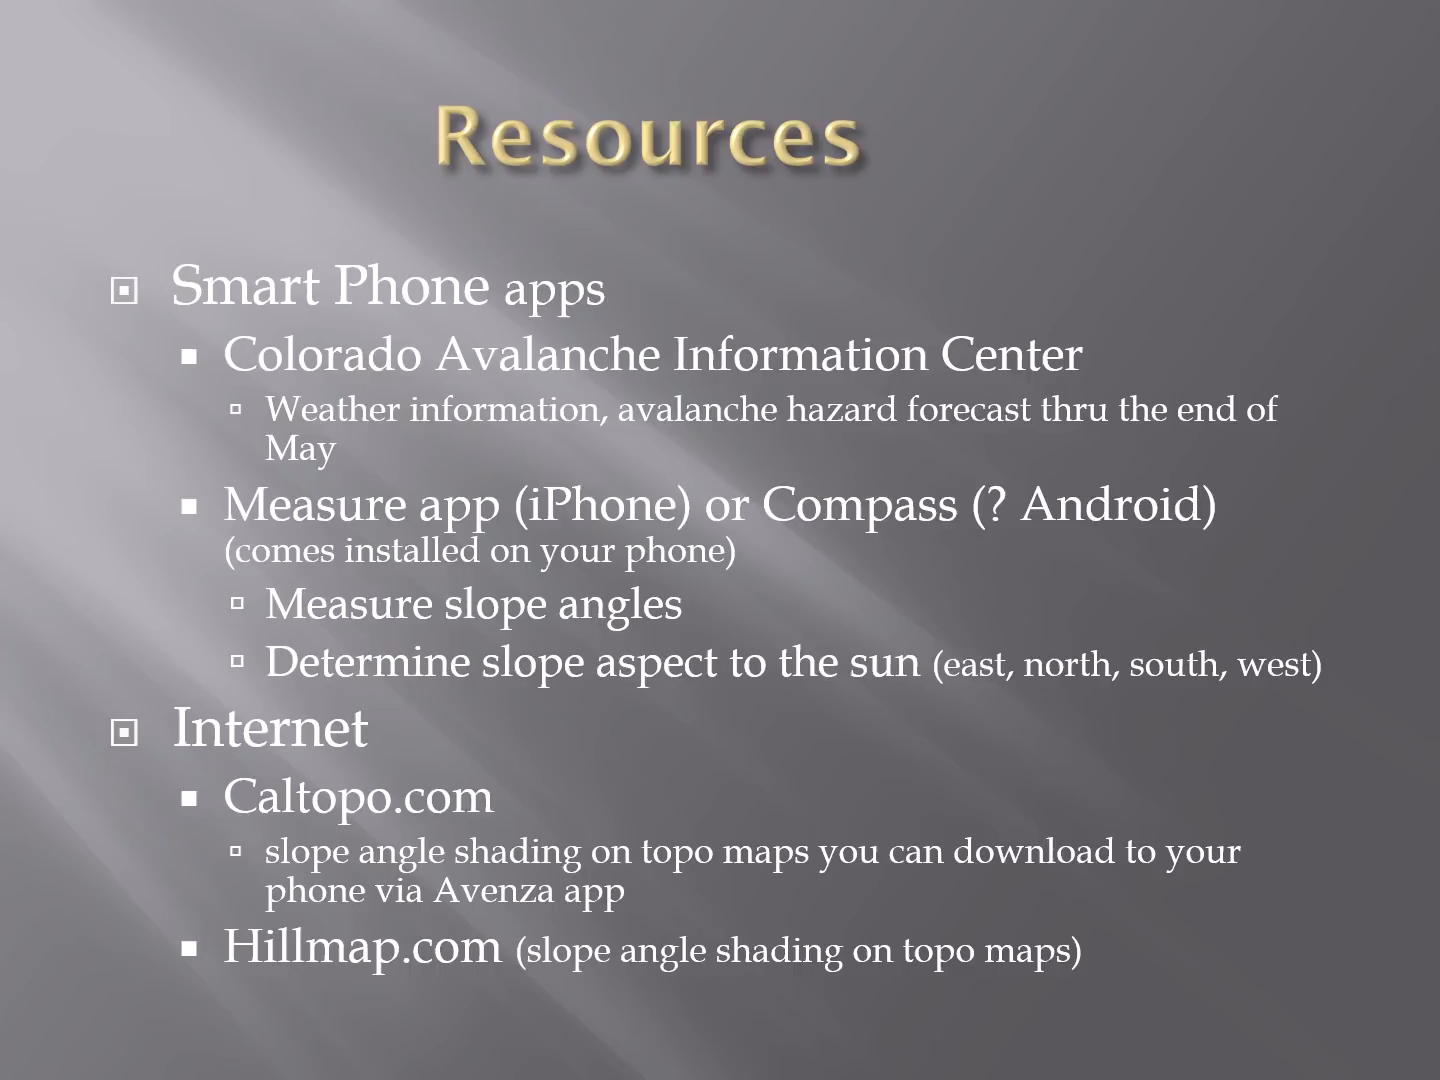 Resources
Smart Phone apps
Colorado Avalanche Information Center
Weather information, avalanche hazard forecast thru the end of
May
Measure app (iPhone) or Compass (? Android)
(comes installed on your phone)
Measure slope angles
Determine slope aspect to the sun (east, north, south, west)
Internet
Caltopo.com
slope angle shading on topo maps you can download to your
phone via Avenza app
Hillmap.com (slope angle shading on topo maps)